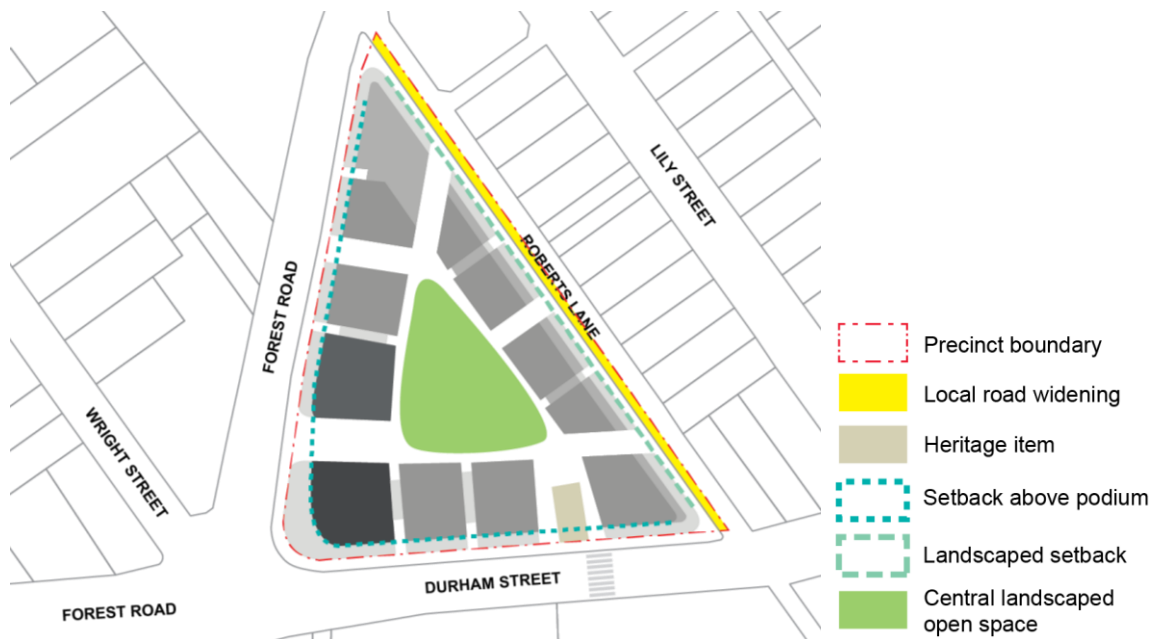 LILY STREET
ROBERTS LANE
FOREST ROAD
WRIGHT STREET
DURHAM STREET
FOREST ROAD
Precinct boundary
Local road widening
Heritage item
Setback above podium
Landscaped setback
Central landscaped
open space